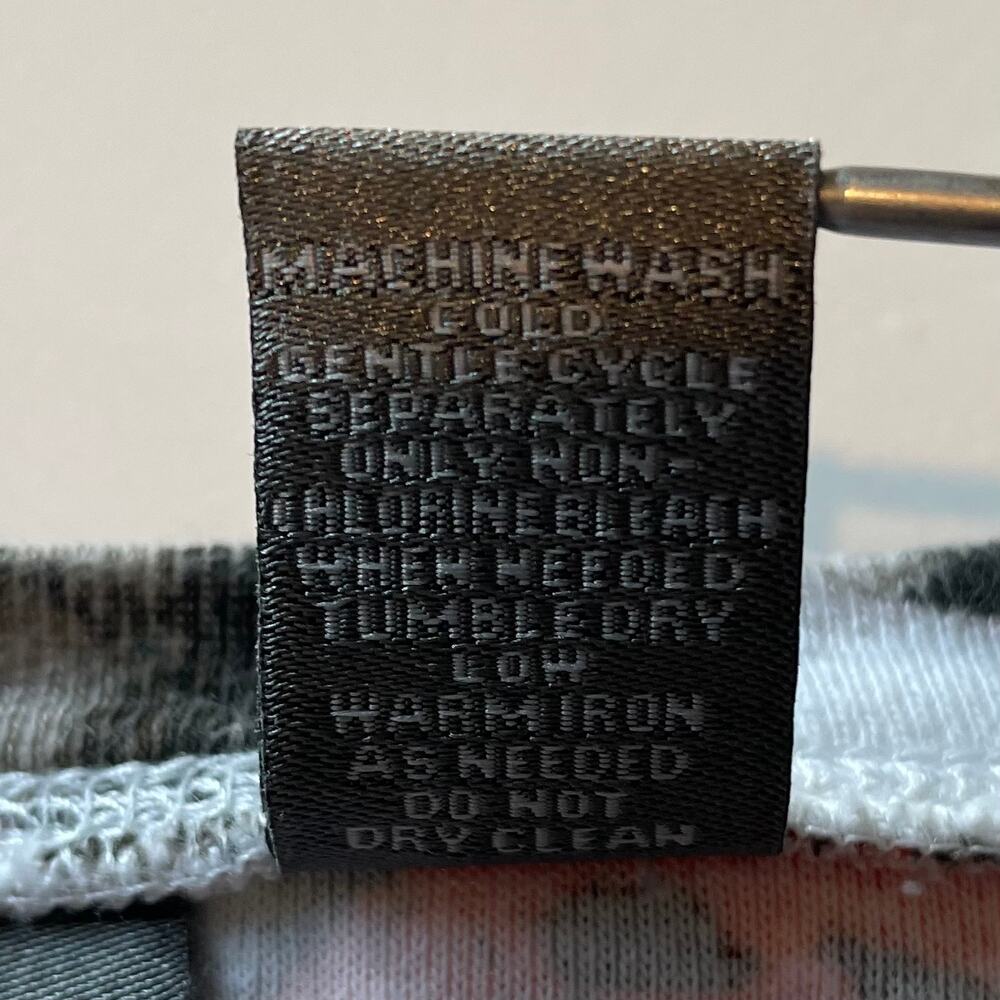 MACHINE WASH
COLD
GENTLE CYCLE
SEPARATELY
ONLY NON-
CHLORINE BLEACH
WHEN NEEDED
TUMBLE DRY
LOW
WARM IRON
AS NEEDED
DO NOT
DRY CLEAN